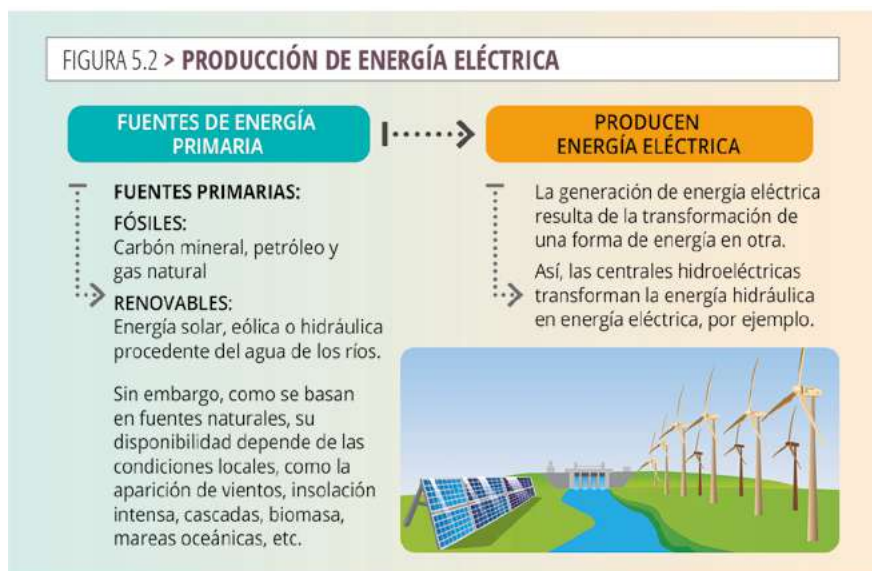 FIGURA 5.2 > PRODUCCIÓN DE ENERGÍA ELÉCTRICA
FUENTES DE ENERGÍA
PRIMARIA
FUENTES PRIMARIAS:
FÓSILES:
Carbón mineral, petróleo y
gas natural
RENOVABLES:
Energía solar, eólica o hidráulica
procedente del agua de los ríos.
Sin embargo, como se basan
en fuentes naturales, su
disponibilidad depende de las
condiciones locales, como la
aparición de vientos, insolación
intensa, cascadas, biomasa,
mareas oceánicas, etc.
PRODUCEN
ENERGÍA ELÉCTRICA
La generación de energía eléctrica
resulta de la transformación de
una forma de energía en otra.
Así, las centrales hidroeléctricas
transforman la energía hidráulica
en energía eléctrica, por ejemplo.